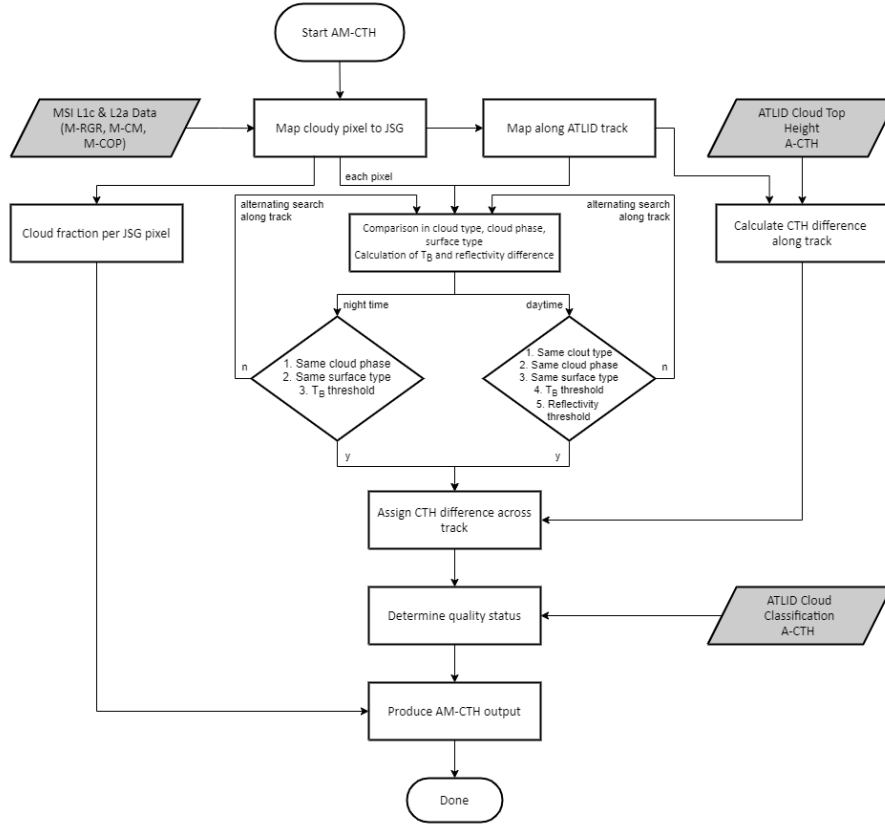 Start AM-CTH
MSI L1c & L2a Data
(M-RGR, M-CM,
M-COP)
Map cloudy pixel to JSG
Map along ATLID track
ATLID Cloud Top
Height
A-CTH
each pixel
alternating search
along track
alternating search
along track
Cloud fraction per JSG pixel
Comparison in cloud type, cloud phase,
surface type
Calculation of TB and reflectivity difference
Calculate CTH difference
along track
night time
daytime
n
1. Same cloud phase
2. Same surface type
3. TB threshold
1. Same clout type
2. Same cloud phase
3. Same surface type
4. TB threshold
5. Reflectivity
threshold
n
y
y
Assign CTH difference across
track
Determine quality status
ATLID Cloud
Classification
A-CTH
Produce AM-CTH output
Done